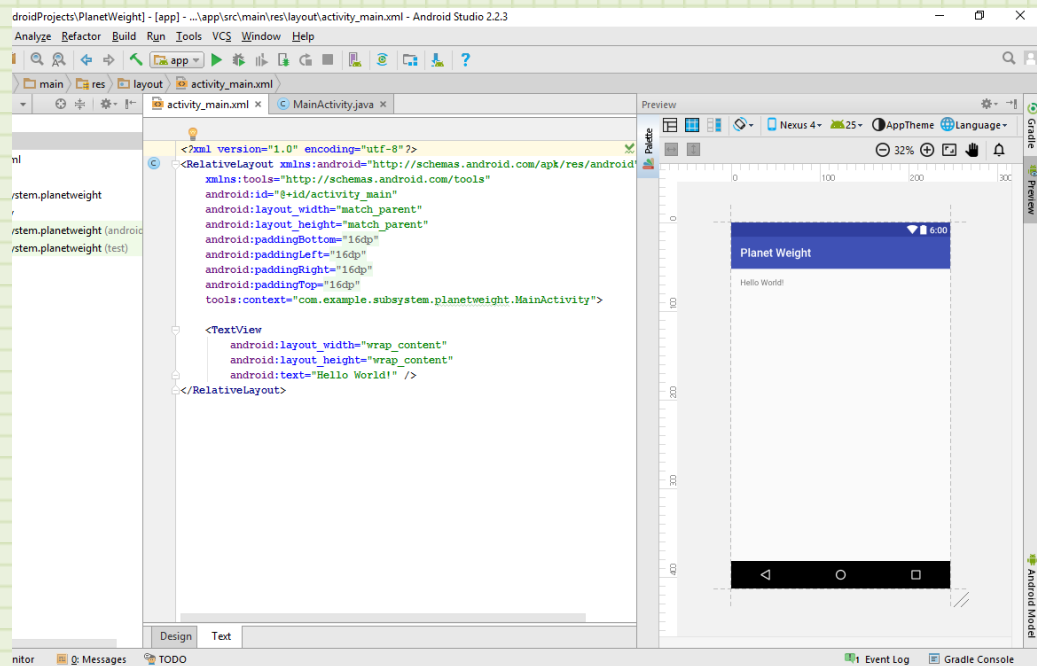 droidProjects\PlanetWeight] - [app] - ...\app\src\main\res\layout\activity_main.xml - Android Studio 2.2.3
Analyze Refactor Build Run Tools VCS Window Help
app
main res layout activity_main.xml
activity_main.xml MainActivity.java Preview
Nexus 4 25 AppTheme Language
32%
Palette
Gradle
Preview
Android Model
ml
ystem.planetweight
ystem.planetweight (androic
ystem.planetweight (test)
<?xml version="1.0" encoding="utf-8"?>
<RelativeLayout xmlns:android="http://schemas.android.com/apk/res/android"
xmlns:tools="http://schemas.android.com/tools"
android:id="@+id/activity_main"
android:layout_width="match_parent"
android:layout_height="match_parent"
android:paddingBottom="16dp"
android:paddingLeft="16dp"
android:paddingRight="16dp"
android:paddingTop="16dp"
tools:context="com.example.subsystem.planetweight.MainActivity">
<TextView
android:layout_width="wrap_content"
android:layout_height="wrap_content"
android:text="Hello World!" />
</RelativeLayout>
0 100 200 300
0
100
200
300
400
6:00
Planet Weight
Hello World!
Design Text
nitor 0: Messages TODO 1 Event Log Gradle Console